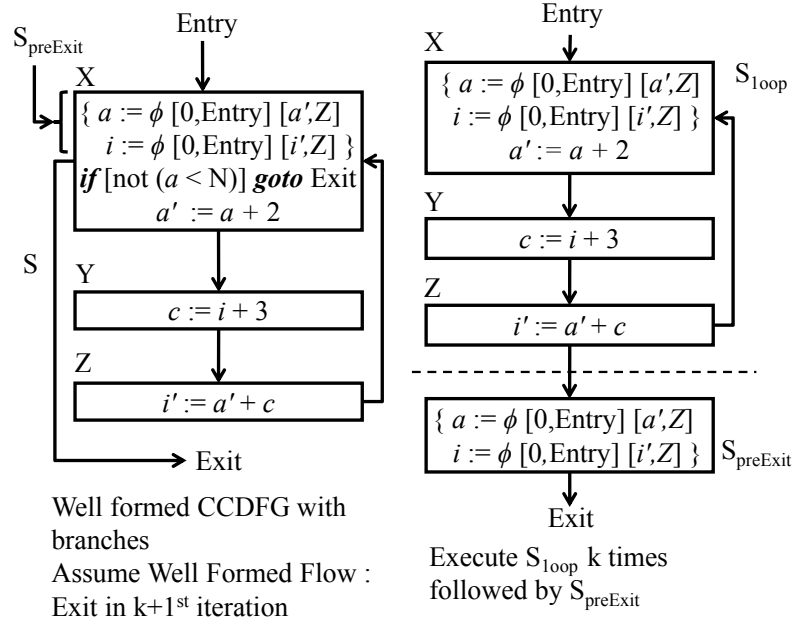 Entry
S_preExit
X
{ a := ϕ [0,Entry] [a′,Z]
i := ϕ [0,Entry] [i′,Z] }
if [not (a < N)] goto Exit
a′ := a + 2
S
Y
c := i + 3
Z
i′ := a′ + c
Exit
Well formed CCDFG with
branches
Assume Well Formed Flow :
Exit in k+1st iteration
Entry
X
S_loop
{ a := ϕ [0,Entry] [a′,Z]
i := ϕ [0,Entry] [i′,Z] }
a′ := a + 2
Y
c := i + 3
Z
i′ := a′ + c
{ a := ϕ [0,Entry] [a′,Z]
i := ϕ [0,Entry] [i′,Z] }
S_preExit
Exit
Execute S_loop k times
followed by S_preExit